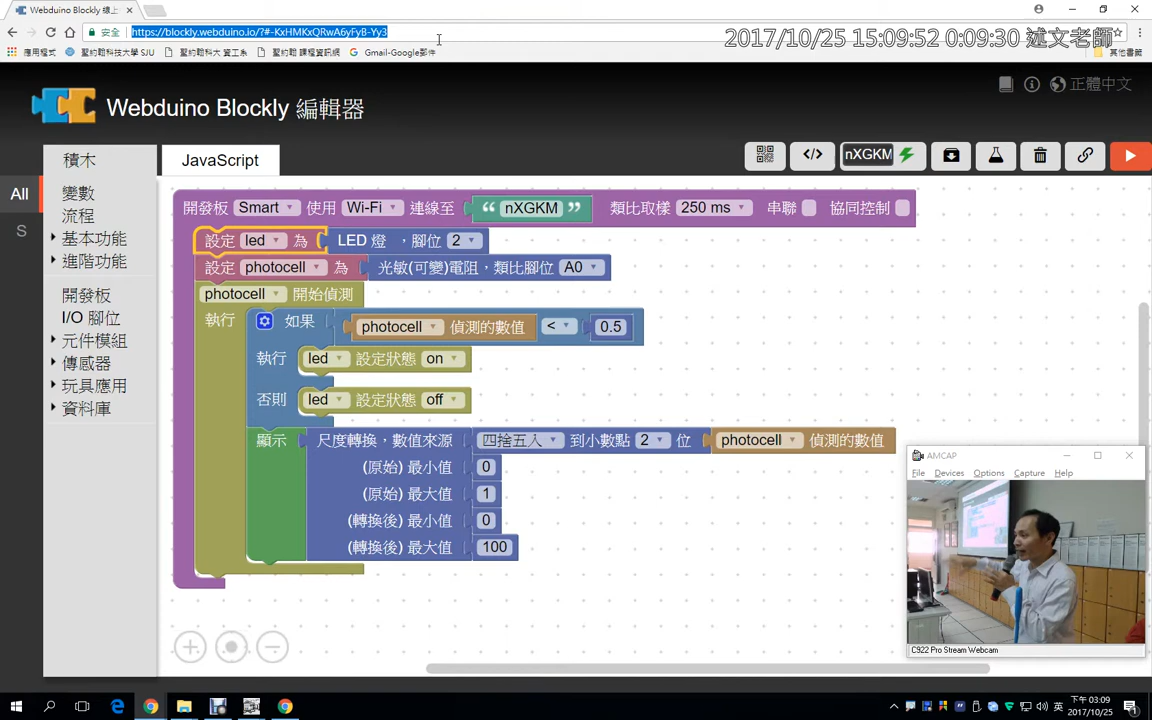 Webduino Blockly 線上
安全 https://blockly.webduino.io/?#-KxHMKxQRwA6yFyB-Yy3
2017/10/25 15:09:52 0:09:30 述文老師
應用程式 聖約翰科技大學 SJU 聖約翰科大 資工系 聖約翰 課程資訊網 Gmail-Google郵件 其他書籤
Webduino Blockly 編輯器
正體中文
積木
JavaScript
nXGKM
All
S
變數
流程
基本功能
進階功能
開發板
I/O 腳位
元件模組
傳感器
玩具應用
資料庫
開發板 Smart 使用 Wi-Fi 連線至 “ nXGKM ” 類比取樣 250 ms 串聯 協同控制
設定 led 為 LED 燈 ，腳位 2
設定 photocell 為 光敏(可變)電阻，類比腳位 A0
photocell 開始偵測
執行 如果 photocell 偵測的數值 < 0.5
執行 led 設定狀態 on
否則 led 設定狀態 off
顯示 尺度轉換，數值來源 四捨五入 到小數點 2 位 photocell 偵測的數值
(原始) 最小值 0
(原始) 最大值 1
(轉換後) 最小值 0
(轉換後) 最大值 100
AMCAP
File Devices Options Capture Help
C922 Pro Stream Webcam
英
下午 03:09
2017/10/25